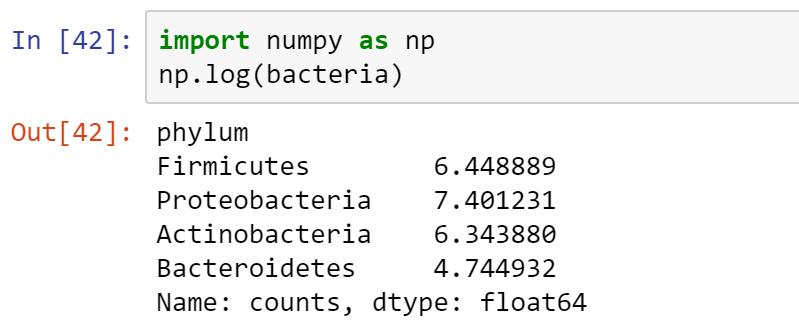 In [42]: import numpy as np
np.log(bacteria)
Out[42]: phylum
Firmicutes 6.448889
Proteobacteria 7.401231
Actinobacteria 6.343880
Bacteroidetes 4.744932
Name: counts, dtype: float64